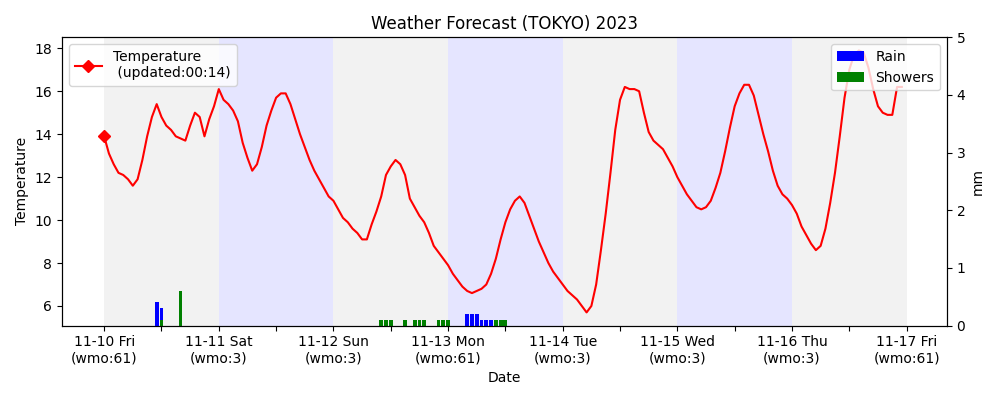 Weather Forecast (TOKYO) 2023
Temperature
(updated:00:14)
Rain
Showers
18
16
14
12
10
8
6
Temperature
5
4
3
2
1
0
mm
11-10 Fri
(wmo:61)
11-11 Sat
(wmo:3)
11-12 Sun
(wmo:3)
11-13 Mon
(wmo:61)
11-14 Tue
(wmo:3)
11-15 Wed
(wmo:3)
11-16 Thu
(wmo:3)
11-17 Fri
(wmo:61)
Date